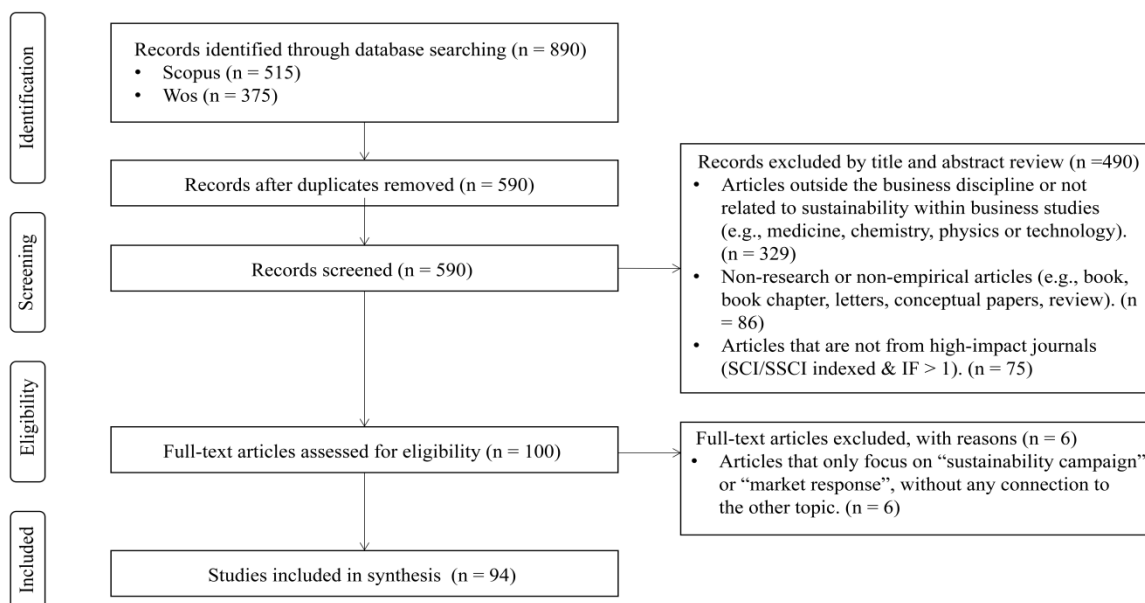 Identification
Records identified through database searching (n = 890)
• Scopus (n = 515)
• Wos (n = 375)
Records after duplicates removed (n = 590)
Screening
Records screened (n = 590)
Records excluded by title and abstract review (n =490)
• Articles outside the business discipline or not
related to sustainability within business studies
(e.g., medicine, chemistry, physics or technology).
(n = 329)
• Non-research or non-empirical articles (e.g., book,
book chapter, letters, conceptual papers, review). (n
= 86)
• Articles that are not from high-impact journals
(SCI/SSCI indexed & IF > 1). (n = 75)
Eligibility
Full-text articles assessed for eligibility (n = 100)
Full-text articles excluded, with reasons (n = 6)
• Articles that only focus on “sustainability campaign”
or “market response”, without any connection to
the other topic. (n = 6)
Included
Studies included in synthesis (n = 94)